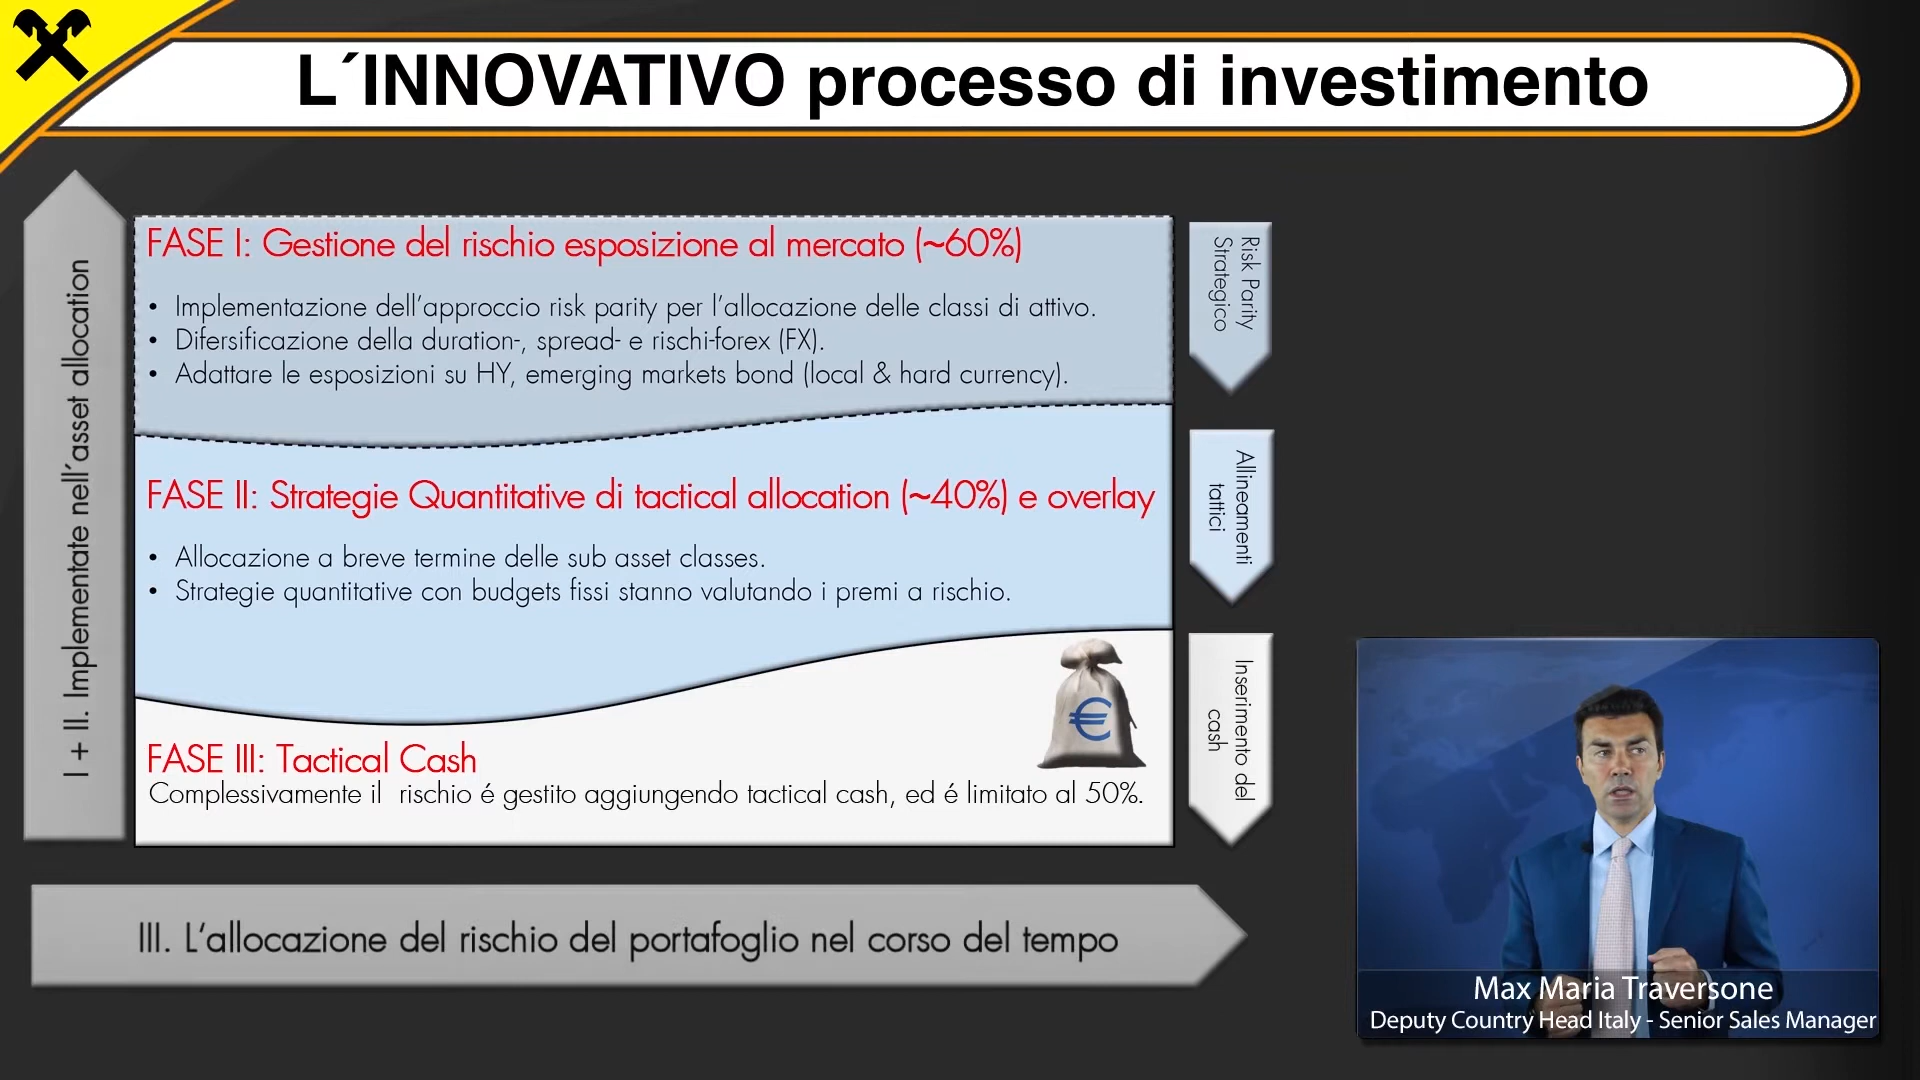 L´INNOVATIVO processo di investimento
I + II. Implementate nell´asset allocation
FASE I: Gestione del rischio esposizione al mercato (~60%)
• Implementazione dell’approccio risk parity per l’allocazione delle classi di attivo.
• Difersificazione della duration-, spread- e rischi-forex (FX).
• Adattare le esposizioni su HY, emerging markets bond (local & hard currency).
Risk Parity
Strategico
FASE II: Strategie Quantitative di tactical allocation (~40%) e overlay
• Allocazione a breve termine delle sub asset classes.
• Strategie quantitative con budgets fissi stanno valutando i premi a rischio.
Allineamenti
tattici
€
FASE III: Tactical Cash
Complessivamente il  rischio é gestito aggiungendo tactical cash, ed é limitato al 50%.
Inserimento del
cash
III. L’allocazione del rischio del portafoglio nel corso del tempo
Max Maria Traversone
Deputy Country Head Italy - Senior Sales Manager